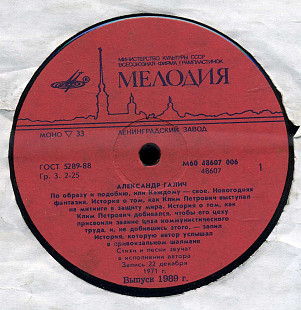 МИНИСТЕРСТВО КУЛЬТУРЫ СССР
ВСЕСОЮЗНАЯ ФИРМА ГРАМПЛАСТИНОК
МЕЛОДИЯ
МОНО ▽ 33
ЛЕНИНГРАДСКИЙ ЗАВОД
ГОСТ 5289-88
Гр. 3. 2-25
М60 48607 006
48607
1
АЛЕКСАНДР ГАЛИЧ
По образу и подобию, или Каждому — свое. Новогодняя
фантазия. История о том, как Клим Петрович выступал
на митинге в защиту мира. История о том, как
Клим Петрович добивался, чтобы его цеху
присвоили звание Цеха коммунистического
труда, и, не добившись этого, — запил
История, которую автор услышал
в привокзальном шалмане
Стихи и песни звучат
в исполнении автора
Запись 22 декабря
1971 г.
Выпуск 1989 г.